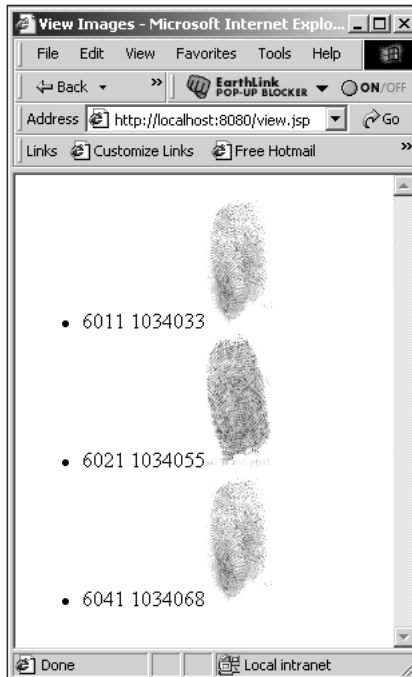 View Images - Microsoft Internet Explo...
File Edit View Favorites Tools Help
Back » EarthLink POP-UP BLOCKER ON/OFF
Address http://localhost:8080/view.jsp Go
Links Customize Links Free Hotmail »
• 6011 1034033
• 6021 1034055
• 6041 1034068
Done Local intranet